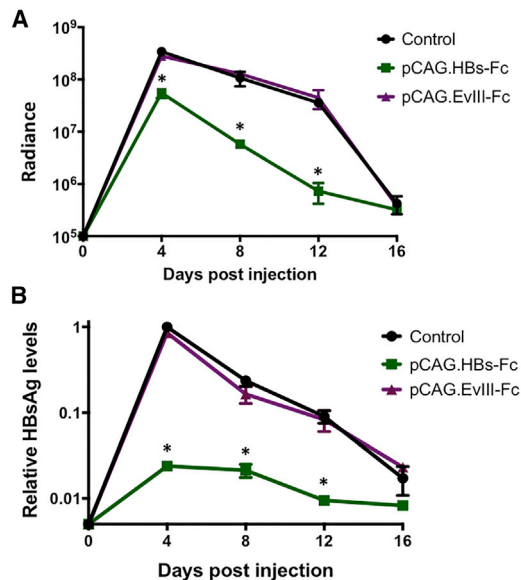 A
Radiance
10⁹
10⁸
10⁷
10⁶
10⁵
*
*
*
0 4 8 12 16
Days post injection
Control
pCAG.HBs-Fc
pCAG.EvIII-Fc
B
Relative HBsAg levels
1
0.1
0.01
*
*
*
0 4 8 12 16
Days post injection
Control
pCAG.HBs-Fc
pCAG.EvIII-Fc